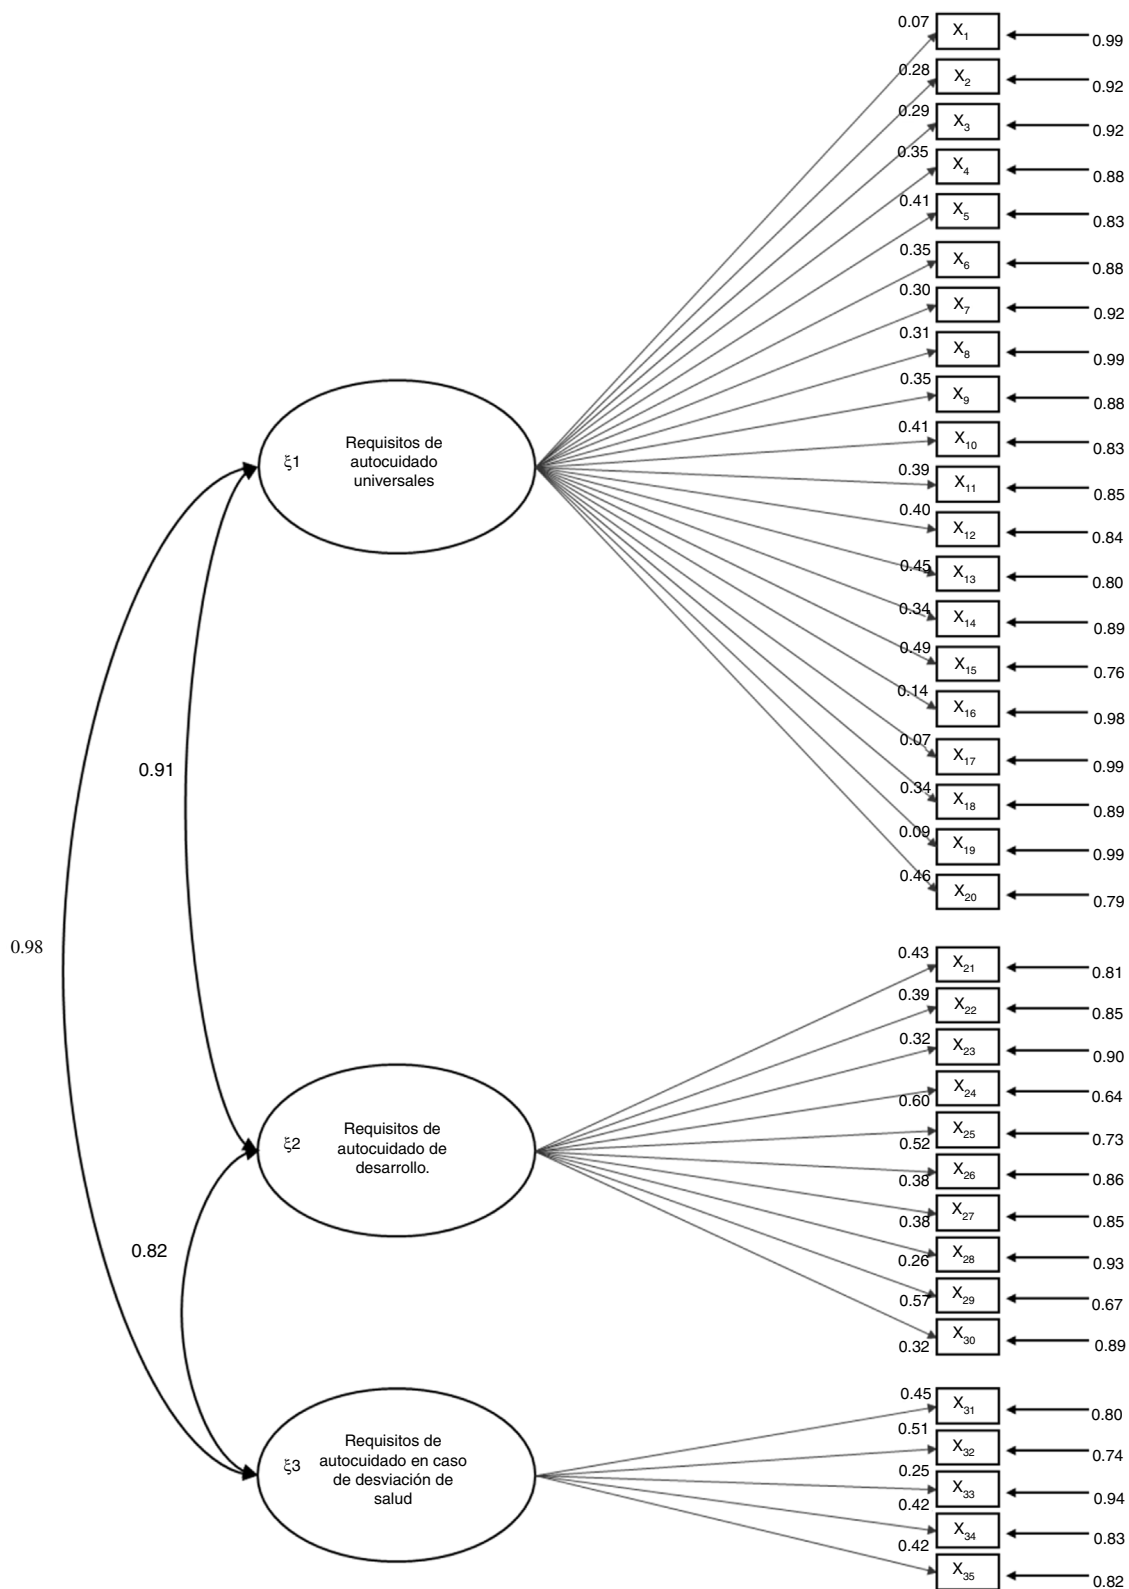 0.07 X1 0.99
0.28 X2 0.92
0.29 X3 0.92
0.35 X4 0.88
0.41 X5 0.83
0.35 X6 0.88
0.30 X7 0.92
0.31 X8 0.99
0.35 X9 0.88
0.41 X10 0.83
0.39 X11 0.85
0.40 X12 0.84
0.45 X13 0.80
0.34 X14 0.89
0.49 X15 0.76
0.14 X16 0.98
0.07 X17 0.99
0.34 X18 0.89
0.09 X19 0.99
0.46 X20 0.79
ξ1
Requisitos de
autocuidado
universales
0.91
0.98
0.43 X21 0.81
0.39 X22 0.85
0.32 X23 0.90
0.60 X24 0.64
0.52 X25 0.73
0.38 X26 0.86
0.38 X27 0.85
0.26 X28 0.93
0.57 X29 0.67
0.32 X30 0.89
ξ2
Requisitos de
autocuidado de
desarrollo.
0.82
0.45 X31 0.80
0.51 X32 0.74
0.25 X33 0.94
0.42 X34 0.83
0.42 X35 0.82
ξ3
Requisitos de
autocuidado en caso
de desviación de
salud